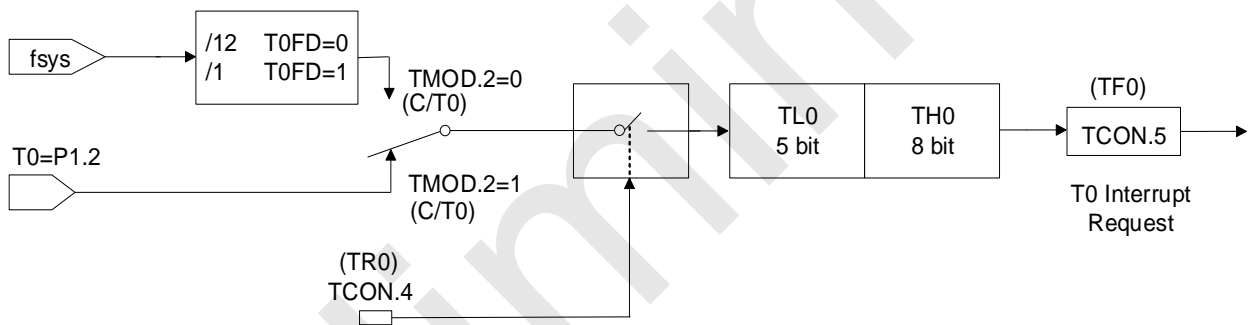 fsys
/12 T0FD=0
/1 T0FD=1
TMOD.2=0
(C/T0)
T0=P1.2
TMOD.2=1
(C/T0)
(TR0)
TCON.4
TL0
5 bit
TH0
8 bit
(TF0)
TCON.5
T0 Interrupt
Request